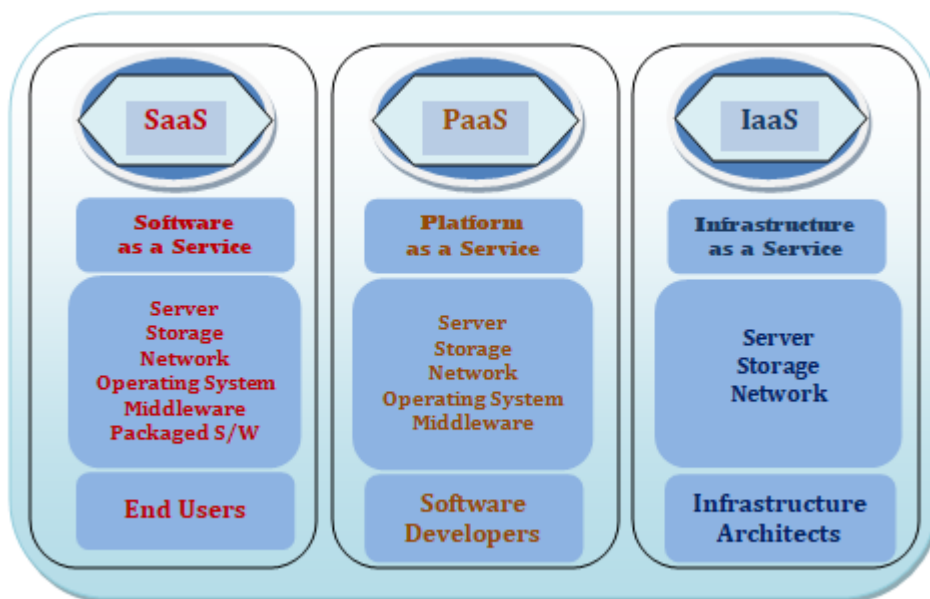 SaaS
Software
as a Service
Server
Storage
Network
Operating System
Middleware
Packaged S/W
End Users
PaaS
Platform
as a Service
Server
Storage
Network
Operating System
Middleware
Software
Developers
IaaS
Infrastructure
as a Service
Server
Storage
Network
Infrastructure
Architects